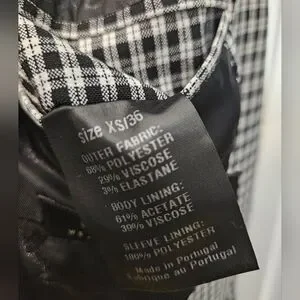 size XS/36
OUTER FABRIC:
68% POLYESTER
29% VISCOSE
3% ELASTANE
BODY LINING:
61% ACETATE
39% VISCOSE
SLEEVE LINING:
100% POLYESTER
Made in Portugal
Fabriqué au Portugal